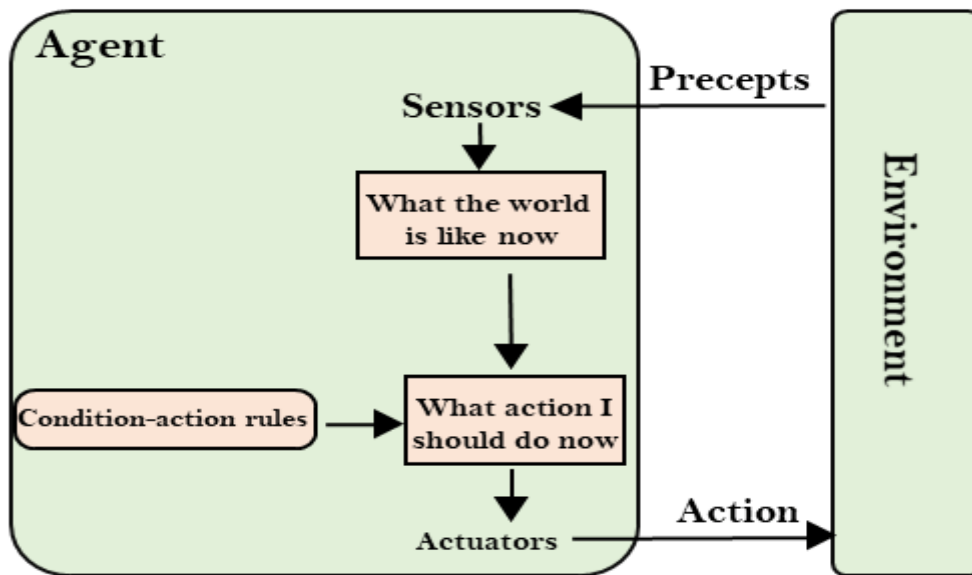 Agent
Precepts
Sensors
What the world
is like now
Environment
Condition-action rules
What action I
should do now
Action
Actuators